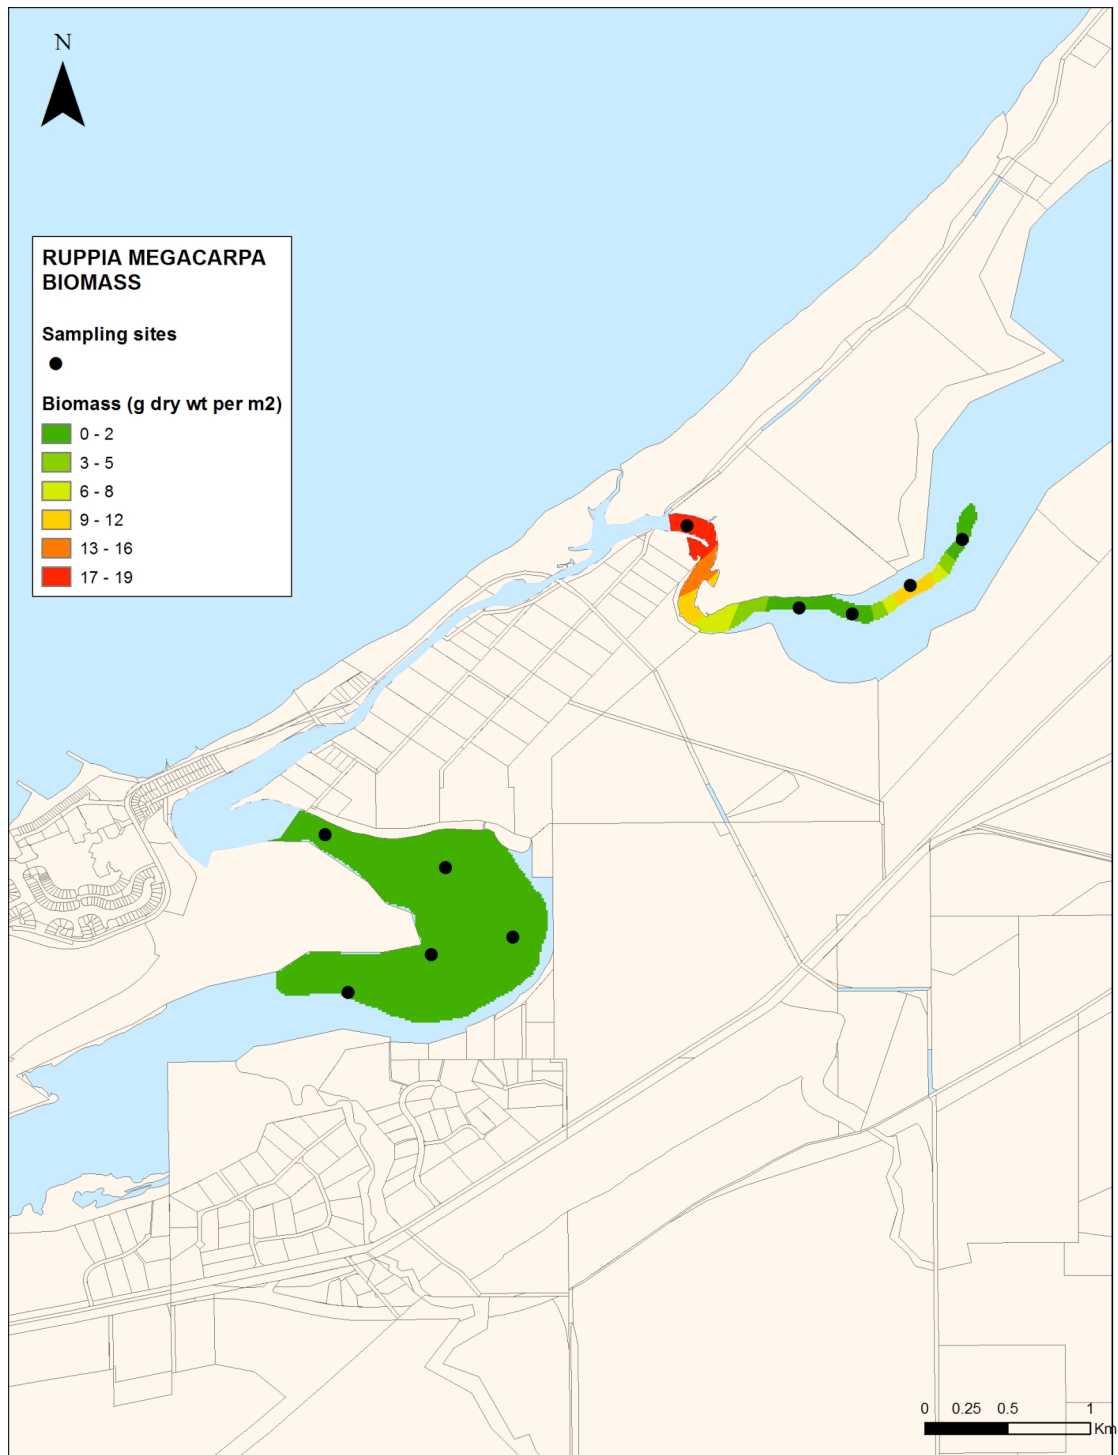 N
RUPPIA MEGACARPA
BIOMASS
Sampling sites
Biomass (g dry wt per m2)
0 - 2
3 - 5
6 - 8
9 - 12
13 - 16
17 - 19
0 0.25 0.5 1
Km